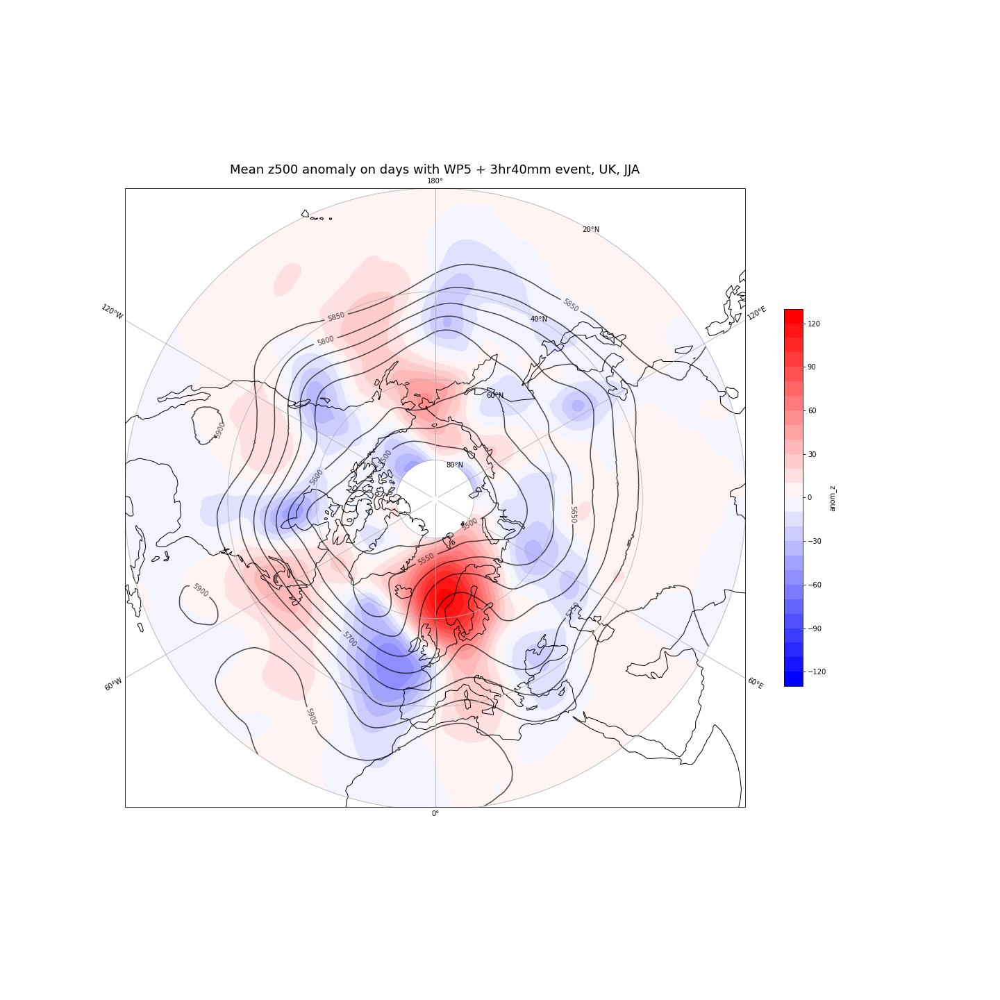 Mean z500 anomaly on days with WP5 + 3hr40mm event, UK, JJA
180°
20°N
120°W
5850
40°N
120°E
5850
5800
60°N
5900
5500
80°N
5600
5650
5500
5550
5900
5750
5700
60°W
60°E
5900
0°
120
90
60
30
0
−30
−60
−90
−120
anom_z